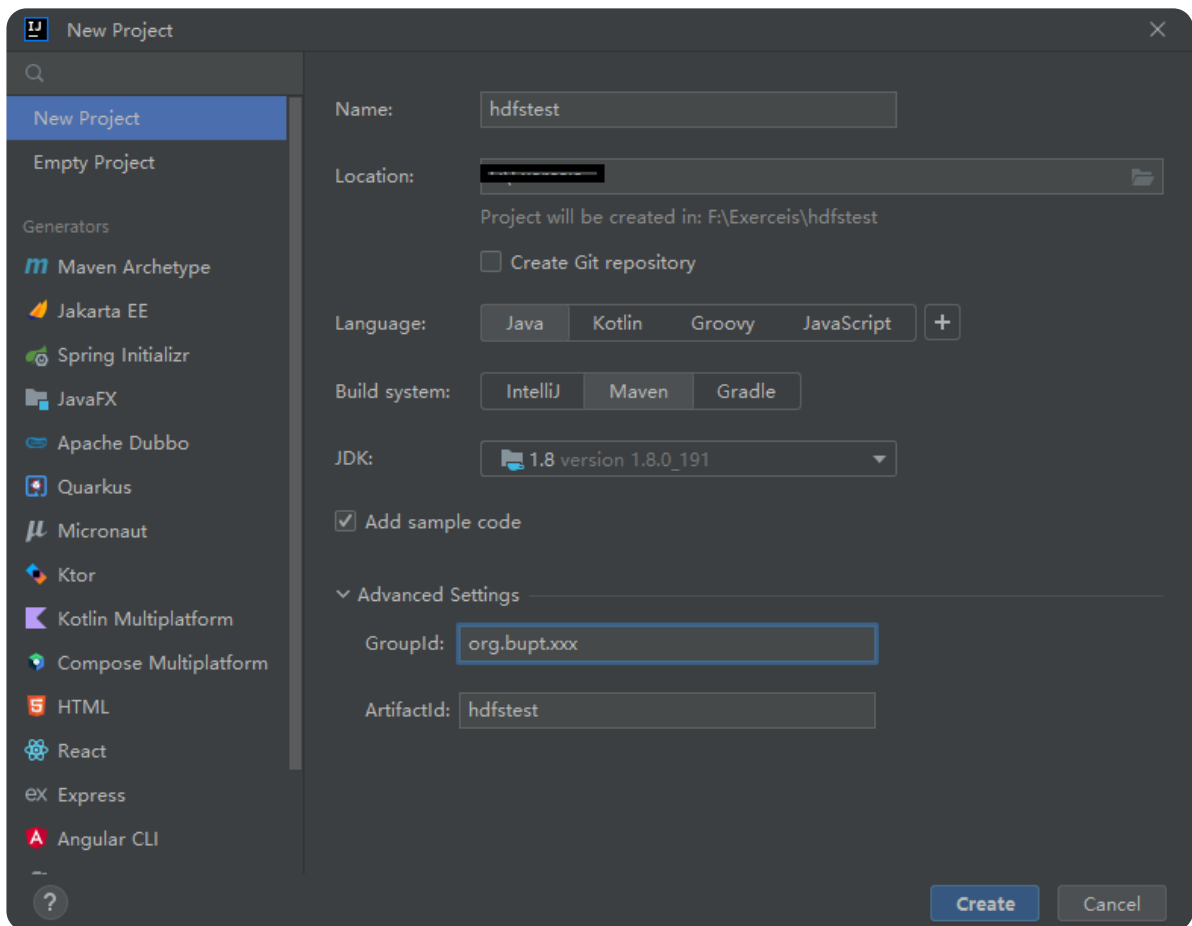 New Project
New Project
Empty Project
Generators
Maven Archetype
Jakarta EE
Spring Initializr
JavaFX
Apache Dubbo
Quarkus
Micronaut
Ktor
Kotlin Multiplatform
Compose Multiplatform
HTML
React
ex Express
Angular CLI
Name: hdfstest
Location:
Project will be created in: F:\Exerceis\hdfstest
Create Git repository
Language: Java Kotlin Groovy JavaScript +
Build system: IntelliJ Maven Gradle
JDK: 1.8 version 1.8.0_191
Add sample code
Advanced Settings
GroupId: org.bupt.xxx
ArtifactId: hdfstest
? Create Cancel